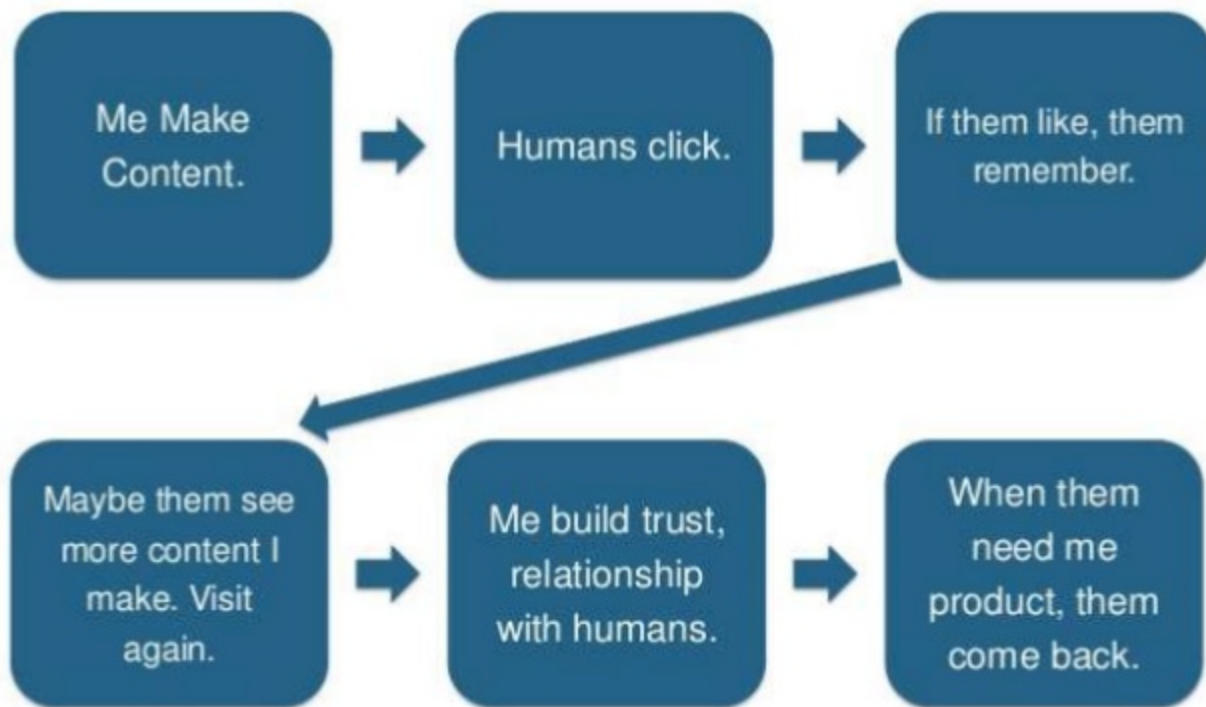 Me Make
Content.
Humans click.
If them like, them
remember.
Maybe them see
more content I
make. Visit
again.
Me build trust,
relationship
with humans.
When them
need me
product, them
come back.